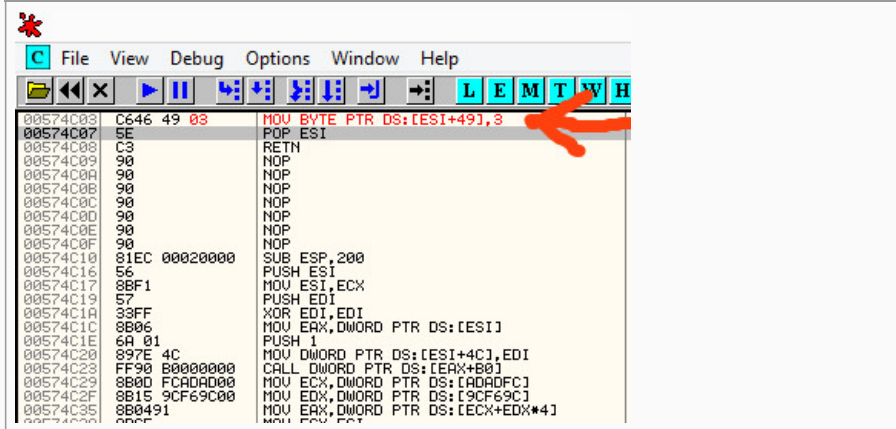 C File View Debug Options Window Help
L E M T W H
00574C03 C646 49 03 MOV BYTE PTR DS:[ESI+49],3
00574C07 5E POP ESI
00574C08 C3 RETN
00574C09 90 NOP
00574C0A 90 NOP
00574C0B 90 NOP
00574C0C 90 NOP
00574C0D 90 NOP
00574C0E 90 NOP
00574C0F 90 NOP
00574C10 81EC 00020000 SUB ESP,200
00574C16 56 PUSH ESI
00574C17 8BF1 MOV ESI,ECX
00574C19 57 PUSH EDI
00574C1A 33FF XOR EDI,EDI
00574C1C 8B06 MOV EAX,DWORD PTR DS:[ESI]
00574C1E 6A 01 PUSH 1
00574C20 897E 4C MOV DWORD PTR DS:[ESI+4C],EDI
00574C23 FF90 B0000000 CALL DWORD PTR DS:[EAX+B0]
00574C29 8B0D FCADAD00 MOV ECX,DWORD PTR DS:[ADADFC]
00574C2F 8B15 9CF69C00 MOV EDX,DWORD PTR DS:[9CF69C]
00574C35 8B0491 MOV EAX,DWORD PTR DS:[ECX+EDX*4]